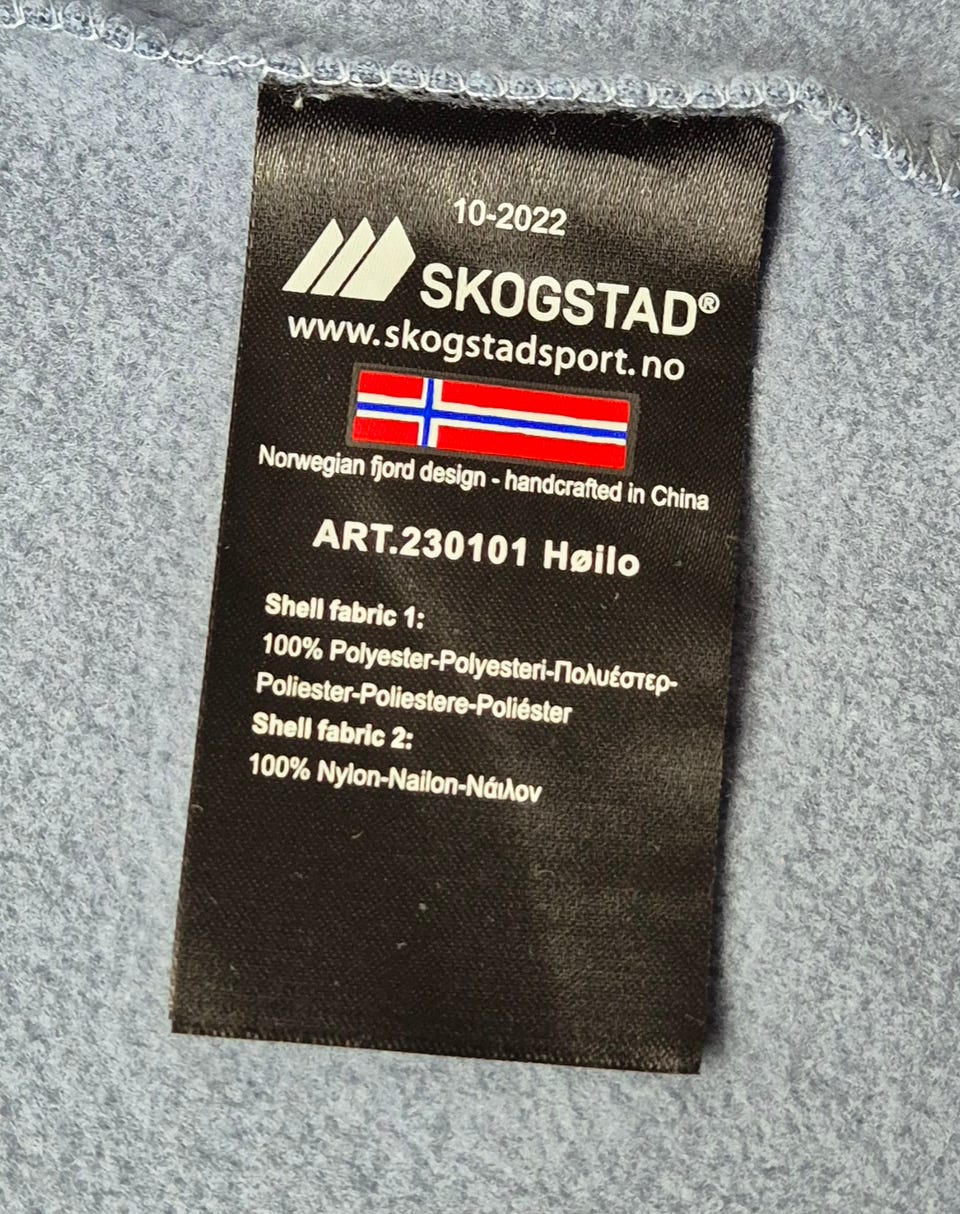 10-2022
SKOGSTAD®
www.skogstadsport.no
Norwegian fjord design - handcrafted in China
ART.230101 Høilo
Shell fabric 1:
100% Polyester-Polyesteri-Πολυέστερ-
Poliester-Poliestere-Poliéster
Shell fabric 2:
100% Nylon-Nailon-Νάιλον